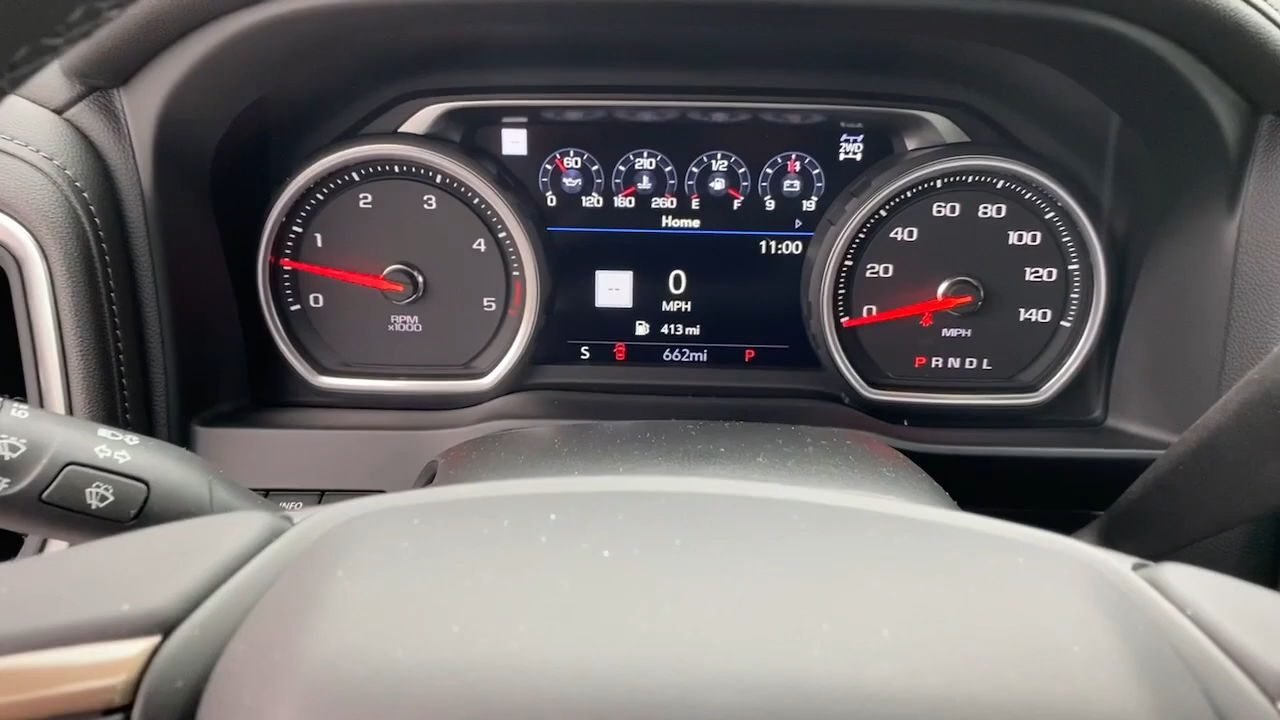 2 3
1 4
0 5
RPM
x1000
--
60
0 120
210
160 260
1/2
E F
14
9 19
2WD
Home
11:00
--
0
MPH
413 mi
S 662mi P
60 80
40 100
20 120
0 140
MPH
PRNDL
INFO